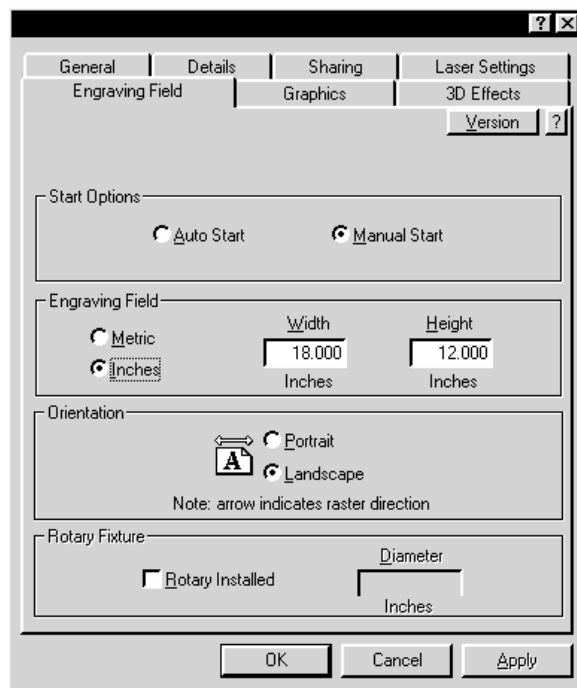 ? X
General Details Sharing Laser Settings
Engraving Field Graphics 3D Effects
Version ?
Start Options
Auto Start Manual Start
Engraving Field
Width Height
Metric
18.000 12.000
Inches
Inches Inches
Orientation
Portrait
A
Landscape
Note: arrow indicates raster direction
Rotary Fixture
Diameter
Rotary Installed
Inches
OK Cancel Apply